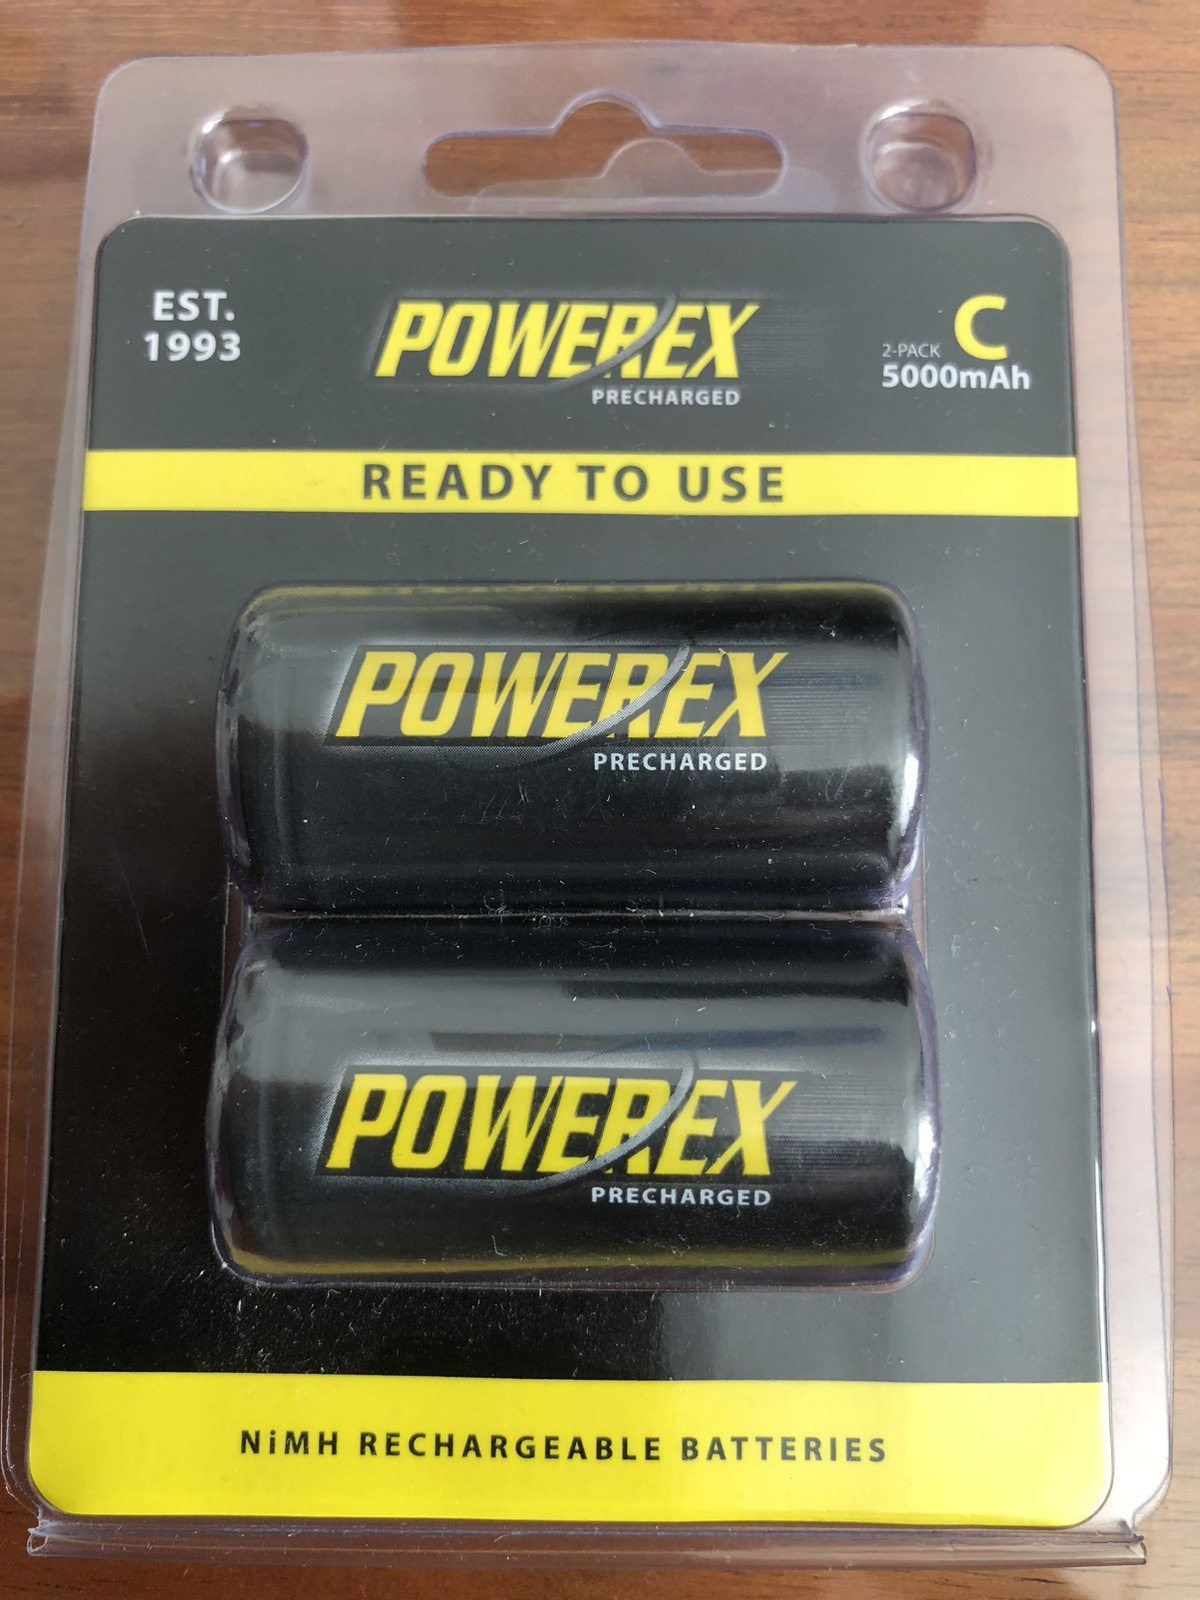 EST.
1993
POWEREX
PRECHARGED
C
2-PACK
5000mAh
READY TO USE
POWEREX
PRECHARGED
POWEREX
PRECHARGED
NiMH RECHARGEABLE BATTERIES